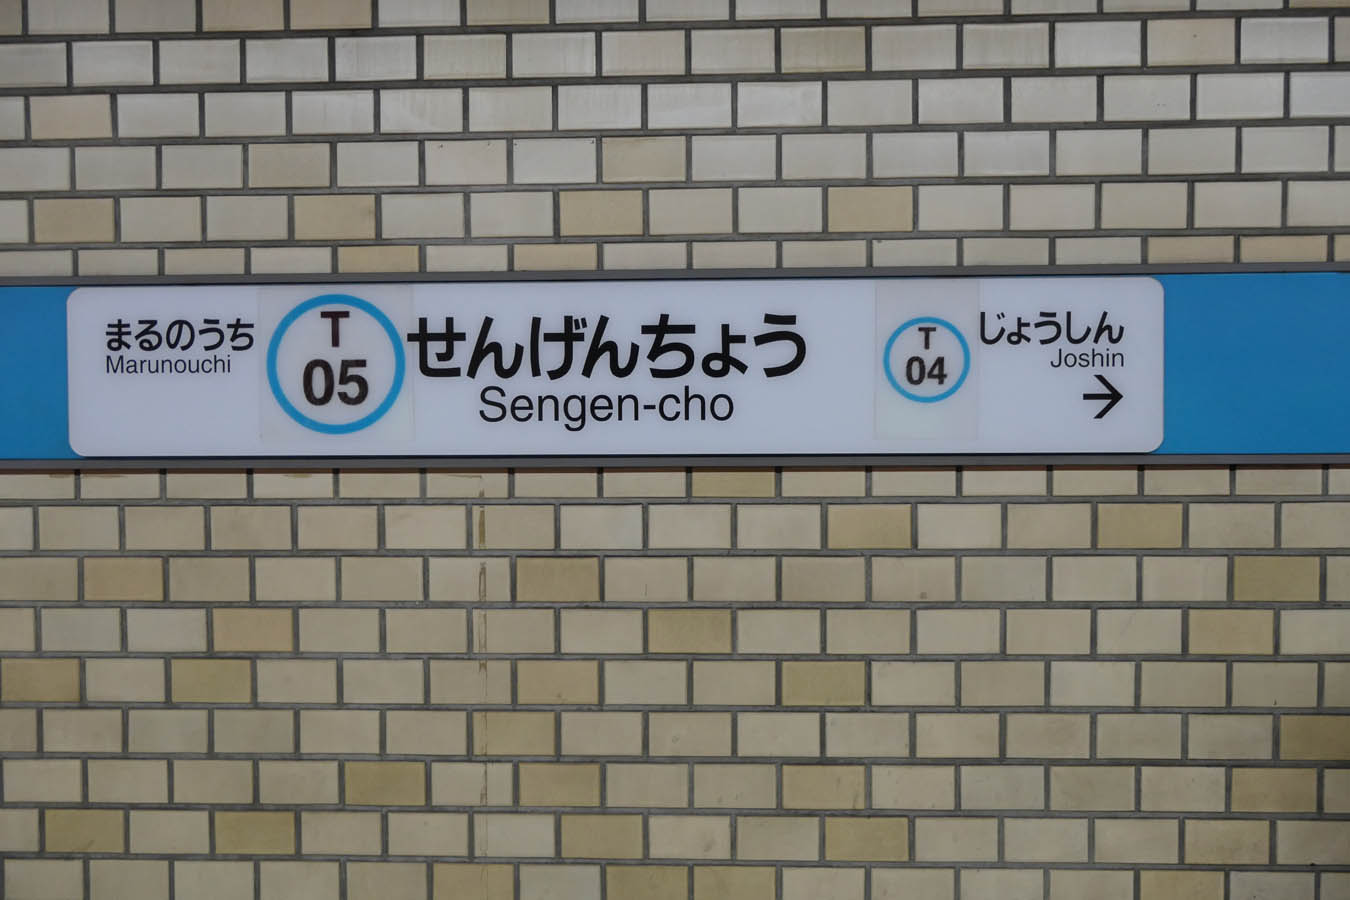 まるのうち
Marunouchi
T
05
せんげんちょう
Sengen-cho
T
04
じょうしん
Joshin
→